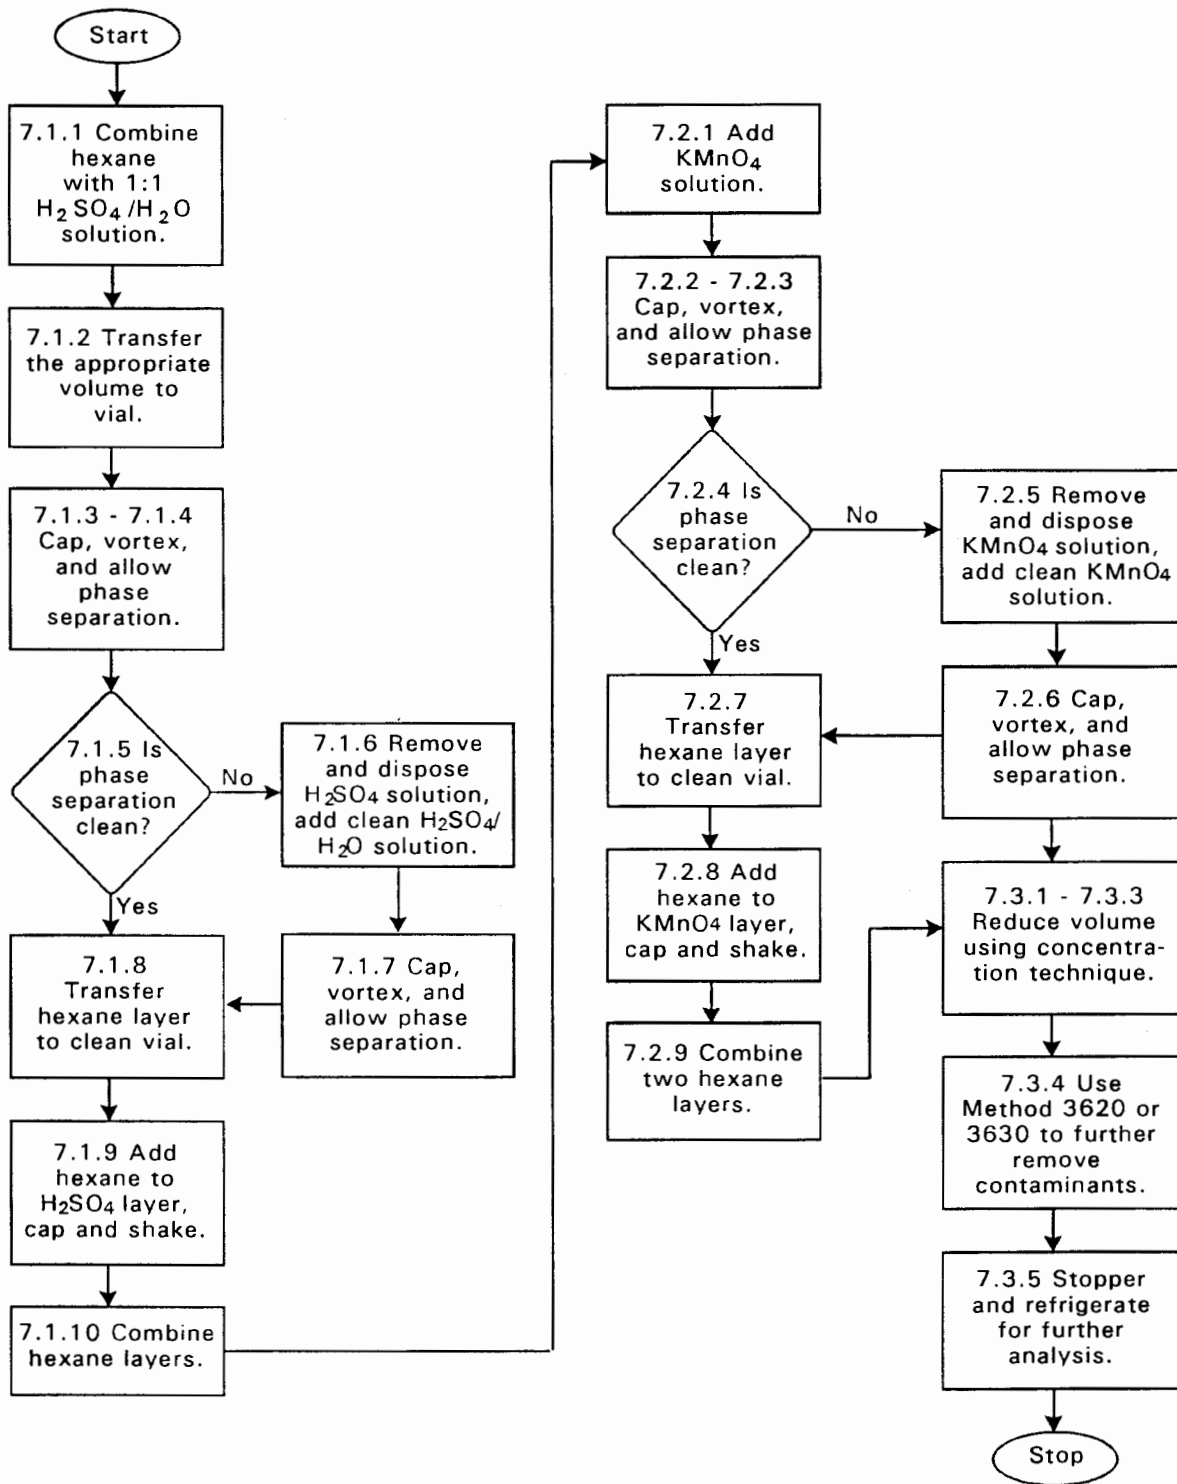 Start
7.1.1 Combine
hexane
with 1:1
H2SO4/H2O
solution.
7.1.2 Transfer
the appropriate
volume to
vial.
7.1.3 - 7.1.4
Cap, vortex,
and allow
phase
separation.
7.1.5 Is
phase
separation
clean?
No
Yes
7.1.6 Remove
and dispose
H2SO4 solution,
add clean H2SO4/
H2O solution.
7.1.7 Cap,
vortex, and
allow phase
separation.
7.1.8
Transfer
hexane layer
to clean vial.
7.1.9 Add
hexane to
H2SO4 layer,
cap and shake.
7.1.10 Combine
hexane layers.
7.2.1 Add
KMnO4
solution.
7.2.2 - 7.2.3
Cap, vortex,
and allow phase
separation.
7.2.4 Is
phase
separation
clean?
No
Yes
7.2.5 Remove
and dispose
KMnO4 solution,
add clean KMnO4
solution.
7.2.6 Cap,
vortex, and
allow phase
separation.
7.2.7
Transfer
hexane layer
to clean vial.
7.2.8 Add
hexane to
KMnO4 layer,
cap and shake.
7.2.9 Combine
two hexane
layers.
7.3.1 - 7.3.3
Reduce volume
using concentra-
tion technique.
7.3.4 Use
Method 3620 or
3630 to further
remove
contaminants.
7.3.5 Stopper
and refrigerate
for further
analysis.
Stop